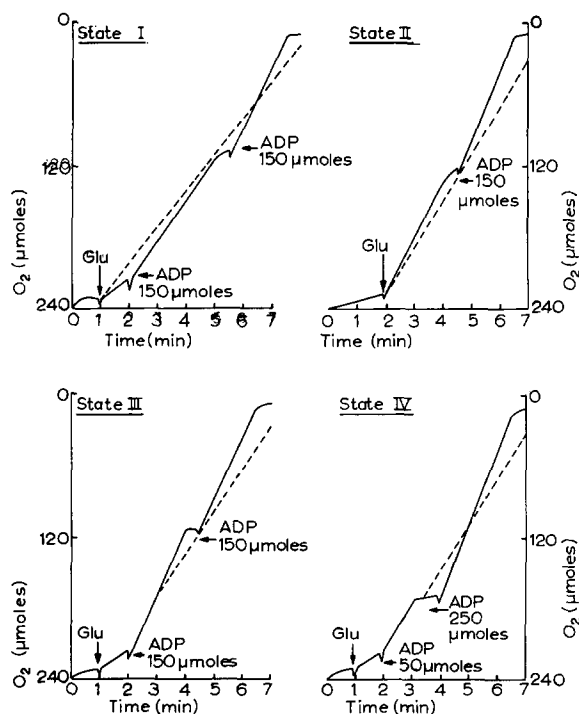 State I
0
120
240
O₂ (μmoles)
Glu
ADP
150 μmoles
ADP
150 μmoles
0 1 2 3 4 5 6 7
Time (min)
State II
0
120
240
O₂ (μmoles)
Glu
ADP
150
μmoles
0 1 2 3 4 5 6 7
Time (min)
State III
0
120
240
O₂ (μmoles)
Glu
ADP
150 μmoles
ADP
150 μmoles
0 1 2 3 4 5 6 7
Time (min)
State IV
0
120
240
O₂ (μmoles)
Glu
ADP
250
μmoles
ADP
50 μmoles
0 1 2 3 4 5 6 7
Time (min)